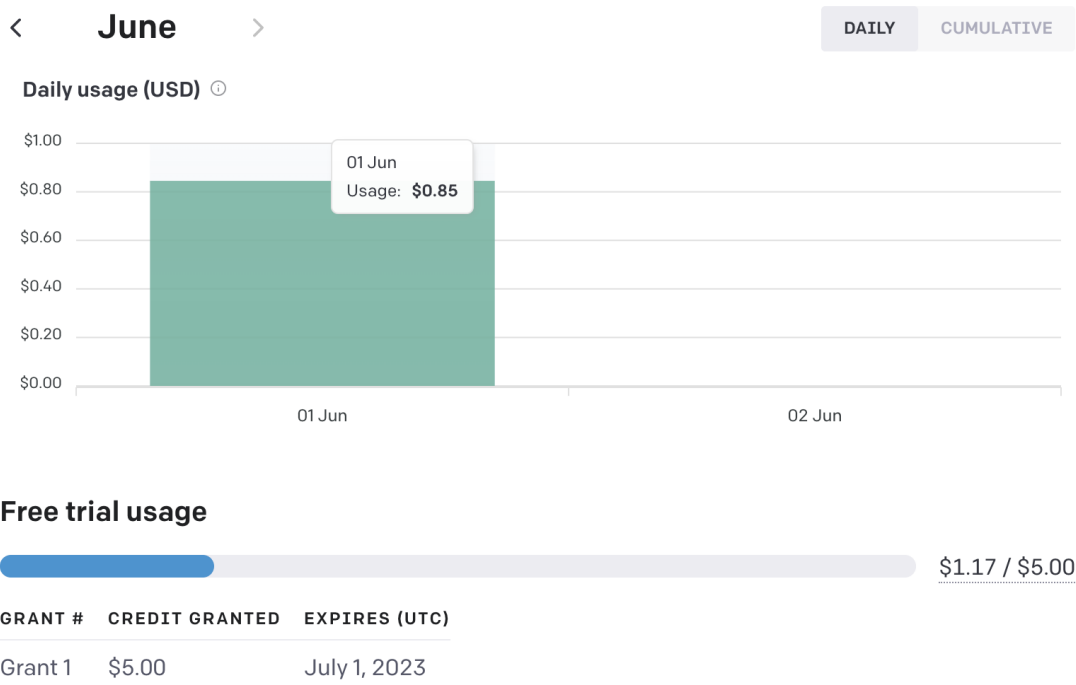 June
DAILY CUMULATIVE
Daily usage (USD)
$1.00
$0.80
$0.60
$0.40
$0.20
$0.00
01 Jun
Usage: $0.85
01 Jun 02 Jun
Free trial usage
$1.17 / $5.00
GRANT # CREDIT GRANTED EXPIRES (UTC)
Grant 1 $5.00 July 1, 2023